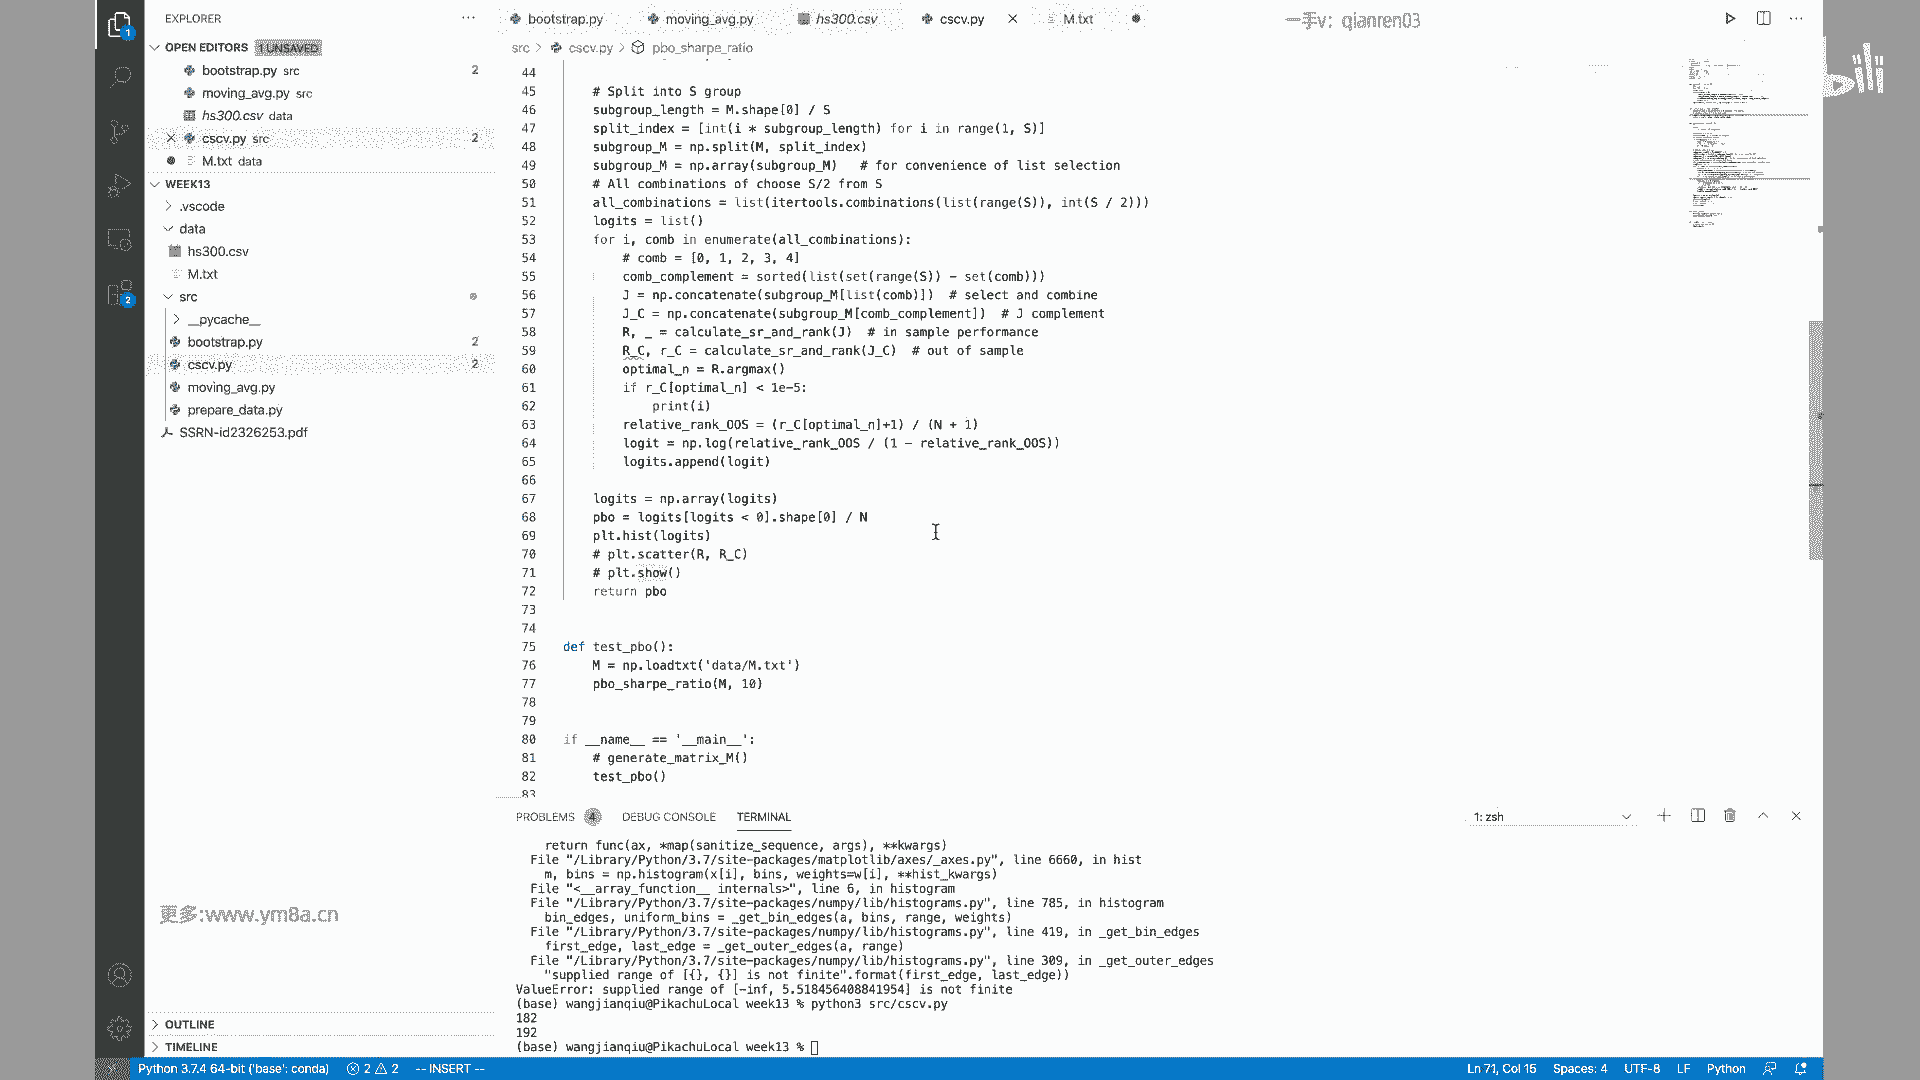 EXPLORER
OPEN EDITORS 1 UNSAVED
bootstrap.py src 2
moving_avg.py src
hs300.csv data
cscv.py src 2
M.txt data
WEEK13
.vscode
data
hs300.csv
M.txt
src
__pycache__
bootstrap.py 2
cscv.py 2
moving_avg.py
prepare_data.py
SSRN-id2326253.pdf
更多:www.ym8a.cn
OUTLINE
TIMELINE
1
2
bootstrap.py moving_avg.py hs300.csv cscv.py M.txt
一手v: qianren03
bili
src > cscv.py > pbo_sharpe_ratio
44
45 # Split into S group
46 subgroup_length = M.shape[0] / S
47 split_index = [int(i * subgroup_length) for i in range(1, S)]
48 subgroup_M = np.split(M, split_index)
49 subgroup_M = np.array(subgroup_M)   # for convenience of list selection
50 # All combinations of choose S/2 from S
51 all_combinations = list(itertools.combinations(list(range(S)), int(S / 2)))
52 logits = list()
53 for i, comb in enumerate(all_combinations):
54 # comb = [0, 1, 2, 3, 4]
55 comb_complement = sorted(list(set(range(S)) - set(comb)))
56 J = np.concatenate(subgroup_M[list(comb)])  # select and combine
57 J_C = np.concatenate(subgroup_M[comb_complement])  # J complement
58 R, _ = calculate_sr_and_rank(J)  # in sample performance
59 R_C, r_C = calculate_sr_and_rank(J_C)  # out of sample
60 optimal_n = R.argmax()
61 if r_C[optimal_n] < 1e-5:
62 print(i)
63 relative_rank_OOS = (r_C[optimal_n]+1) / (N + 1)
64 logit = np.log(relative_rank_OOS / (1 - relative_rank_OOS))
65 logits.append(logit)
66
67 logits = np.array(logits)
68 pbo = logits[logits < 0].shape[0] / N
69 plt.hist(logits)
70 # plt.scatter(R, R_C)
71 # plt.show()
72 return pbo
73
74
75 def test_pbo():
76 M = np.loadtxt('data/M.txt')
77 pbo_sharpe_ratio(M, 10)
78
79
80 if __name__ == '__main__':
81 # generate_matrix_M()
82 test_pbo()
83
PROBLEMS 4 DEBUG CONSOLE TERMINAL 1: zsh
return func(ax, *map(sanitize_sequence, args), **kwargs)
File "/Library/Python/3.7/site-packages/matplotlib/axes/_axes.py", line 6660, in hist
m, bins = np.histogram(x[i], bins, weights=w[i], **hist_kwargs)
File "<__array_function__ internals>", line 6, in histogram
File "/Library/Python/3.7/site-packages/numpy/lib/histograms.py", line 785, in histogram
bin_edges, uniform_bins = _get_bin_edges(a, bins, range, weights)
File "/Library/Python/3.7/site-packages/numpy/lib/histograms.py", line 419, in _get_bin_edges
first_edge, last_edge = _get_outer_edges(a, range)
File "/Library/Python/3.7/site-packages/numpy/lib/histograms.py", line 309, in _get_outer_edges
"supplied range of [{}, {}] is not finite".format(first_edge, last_edge))
ValueError: supplied range of [-inf, 5.518456408841954] is not finite
(base) wangjianqiu@PikachuLocal week13 % python3 src/cscv.py
182
192
(base) wangjianqiu@PikachuLocal week13 %
Python 3.7.4 64-bit ('base': conda) 2 2 -- INSERT -- Ln 71, Col 15 Spaces: 4 UTF-8 LF Python